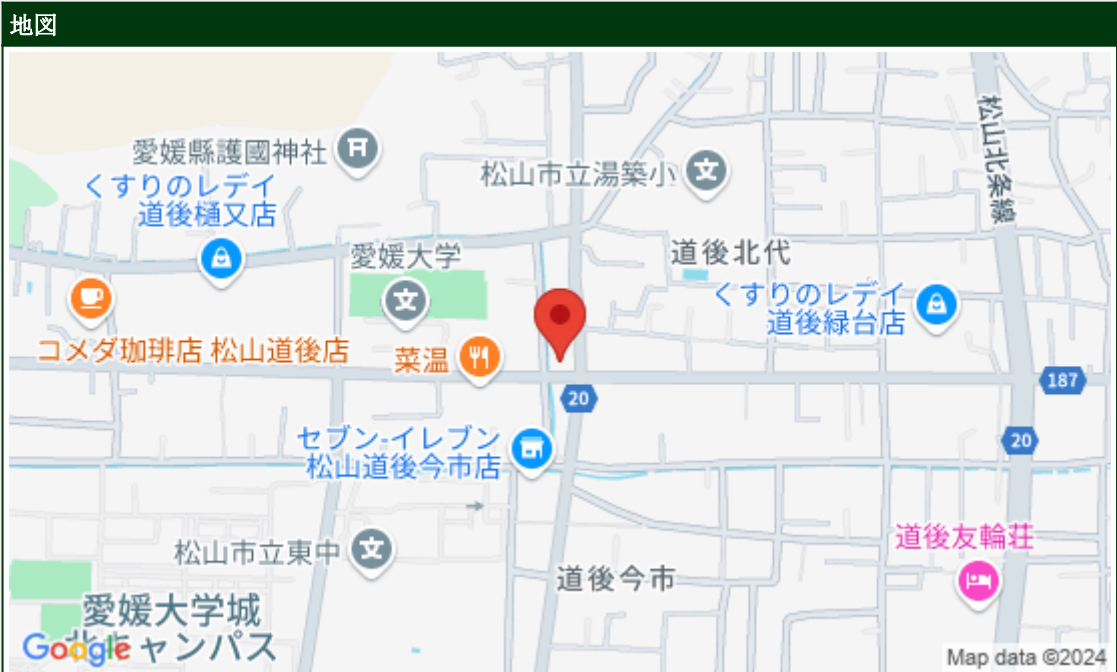 地図
愛媛縣護國神社
くすりのレデイ
道後樋又店
松山市立湯築小
松山北条線
愛媛大学
道後北代
くすりのレデイ
道後緑台店
コメダ珈琲店 松山道後店
菜温
187
20
セブン-イレブン
松山道後今市店
20
松山市立東中
道後友輪荘
道後今市
愛媛大学城
北キャンパス
Google
Map data ©2024